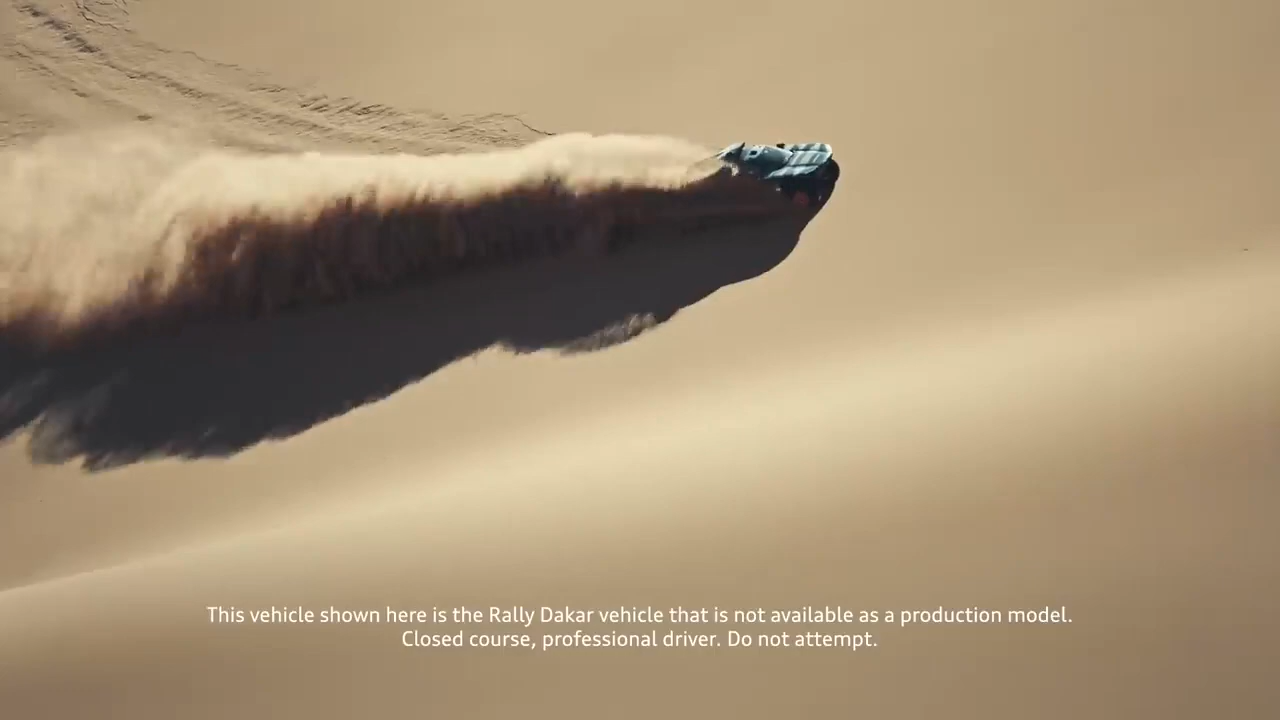 This vehicle shown here is the Rally Dakar vehicle that is not available as a production model.
Closed course, professional driver. Do not attempt.